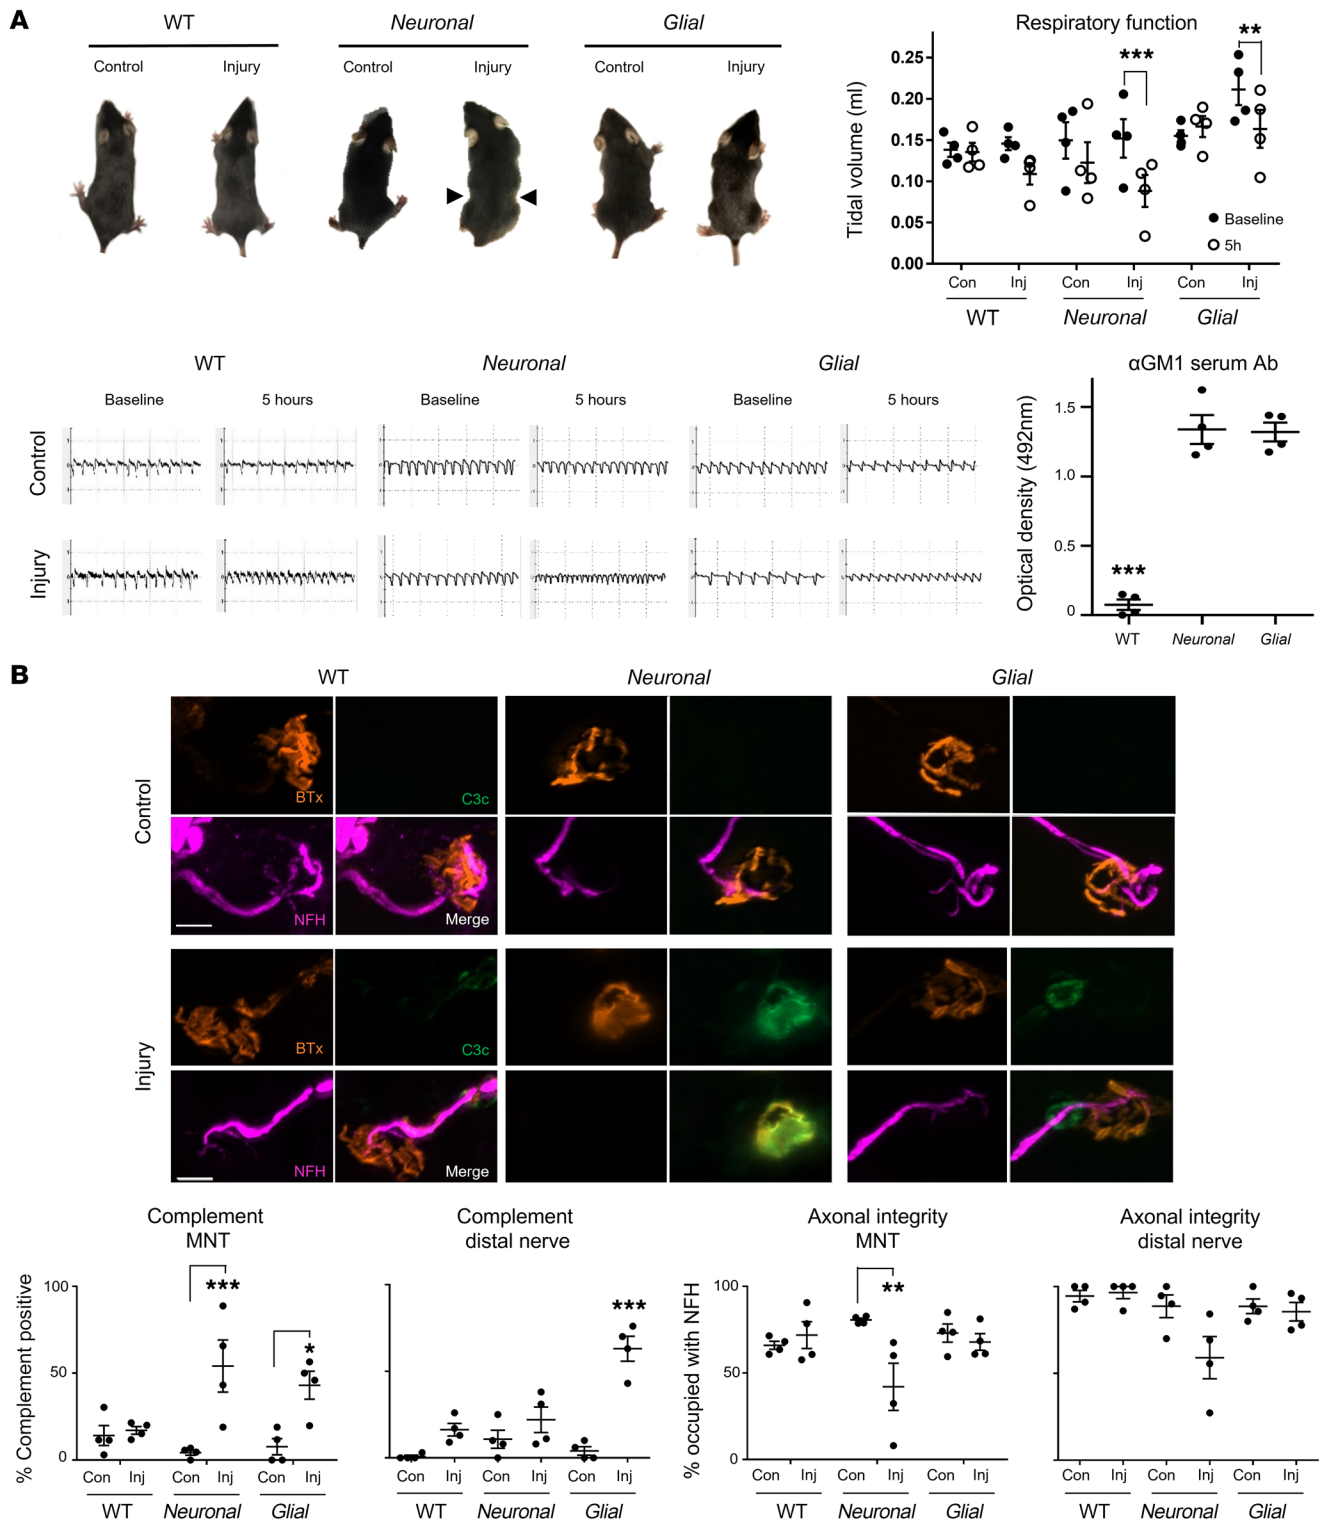 A
WT
Neuronal
Glial
Control
Injury
Control
Injury
Control
Injury
Respiratory function
Tidal volume (ml)
0.25
0.20
0.15
0.10
0.05
0.00
***
**
Baseline
5h
Con
Inj
Con
Inj
Con
Inj
WT
Neuronal
Glial
WT
Neuronal
Glial
Baseline
5 hours
Baseline
5 hours
Baseline
5 hours
Control
Injury
αGM1 serum Ab
Optical density (492nm)
1.5
1.0
0.5
0
***
WT
Neuronal
Glial
B
WT
Neuronal
Glial
Control
BTx
C3c
NFH
Merge
Injury
BTx
C3c
NFH
Merge
Complement
MNT
% Complement positive
100
50
0
***
*
Con
Inj
Con
Inj
Con
Inj
WT
Neuronal
Glial
Complement
distal nerve
***
Con
Inj
Con
Inj
Con
Inj
WT
Neuronal
Glial
Axonal integrity
MNT
% occupied with NFH
100
50
0
**
Con
Inj
Con
Inj
Con
Inj
WT
Neuronal
Glial
Axonal integrity
distal nerve
Con
Inj
Con
Inj
Con
Inj
WT
Neuronal
Glial